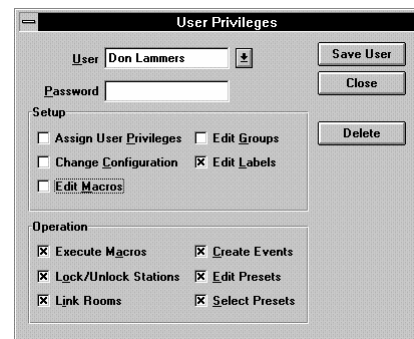 User Privileges
User Don Lammers
Save User
Password
Close
Setup
Assign User Privileges Edit Groups
Delete
Change Configuration Edit Labels
Edit Macros
Operation
Execute Macros Create Events
Lock/Unlock Stations Edit Presets
Link Rooms Select Presets